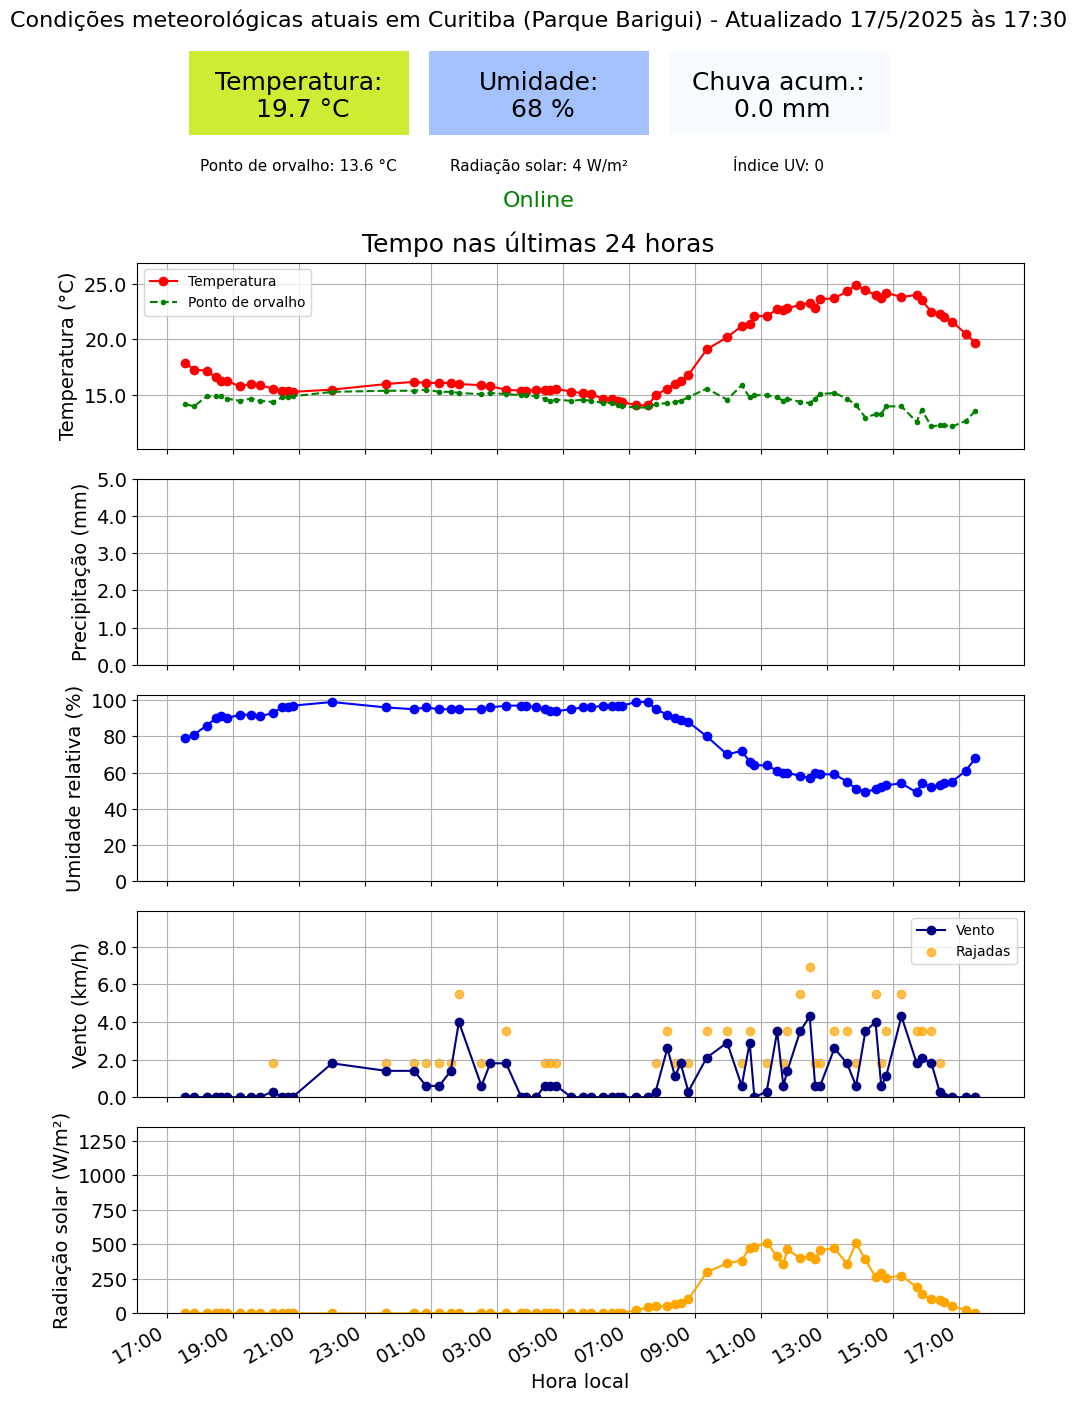 Condições meteorológicas atuais em Curitiba (Parque Barigui) - Atualizado 17/5/2025 às 17:30
Temperatura:
19.7 °C
Umidade:
68 %
Chuva acum.:
0.0 mm
Ponto de orvalho: 13.6 °C
Radiação solar: 4 W/m²
Índice UV: 0
Online
Tempo nas últimas 24 horas
Temperatura (°C)
25.0
20.0
15.0
Temperatura
Ponto de orvalho
Precipitação (mm)
5.0
4.0
3.0
2.0
1.0
0.0
Umidade relativa (%)
100
80
60
40
20
0
Vento (km/h)
8.0
6.0
4.0
2.0
0.0
Vento
Rajadas
Radiação solar (W/m²)
1250
1000
750
500
250
0
17:00
19:00
21:00
23:00
01:00
03:00
05:00
07:00
09:00
11:00
13:00
15:00
17:00
Hora local